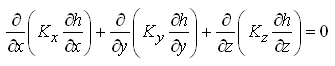 ∂/∂x (K_x ∂h/∂x) + ∂/∂y (K_y ∂h/∂y) + ∂/∂z (K_z ∂h/∂z) = 0